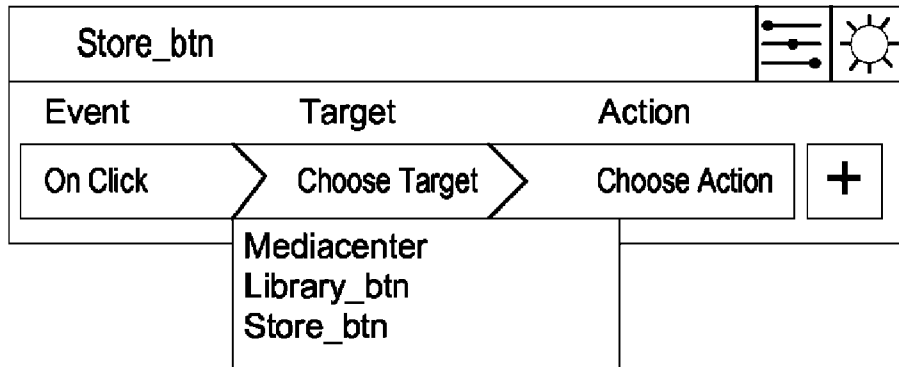 Store_btn
Event Target Action
On Click Choose Target Choose Action +
Mediacenter
Library_btn
Store_btn